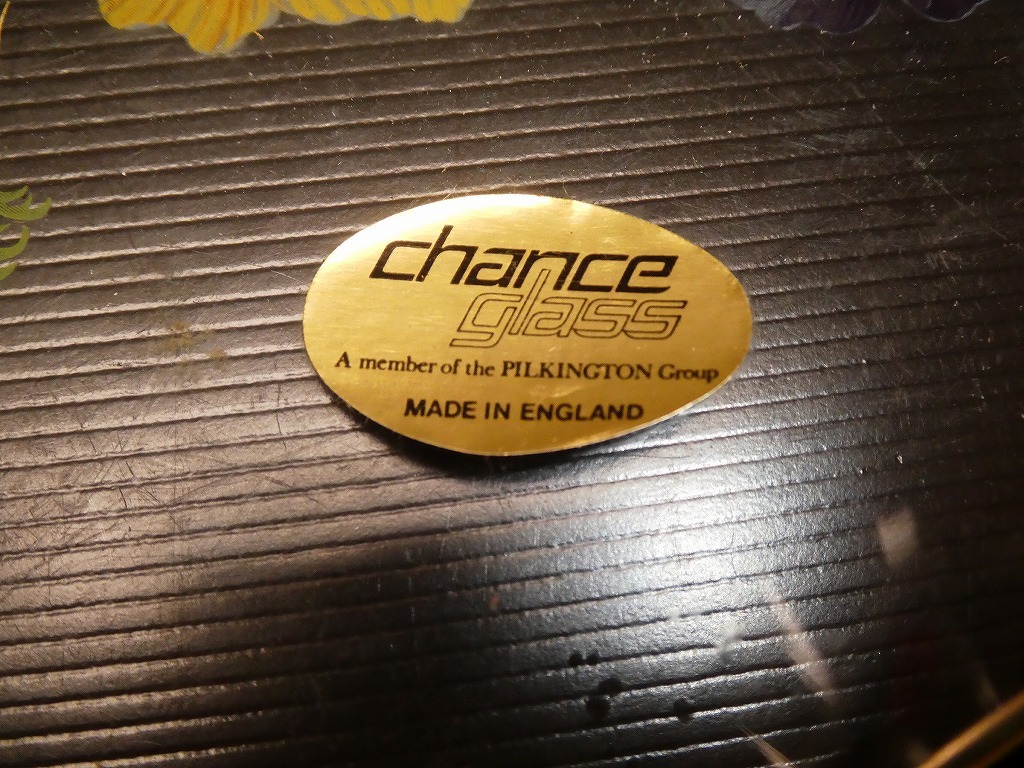 chance
glass
A member of the PILKINGTON Group
MADE IN ENGLAND